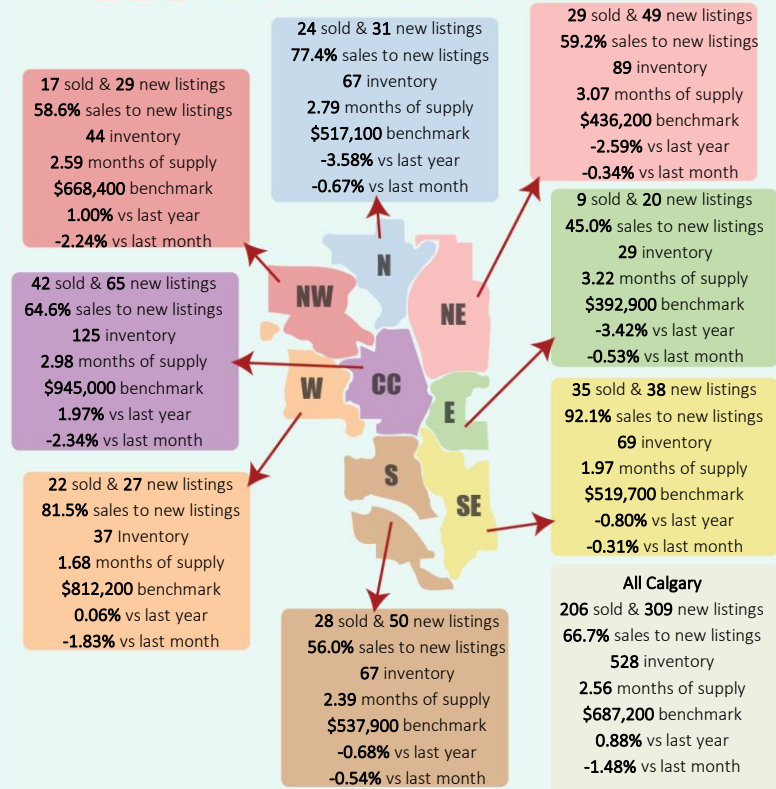 17 sold & 29 new listings
58.6% sales to new listings
44 inventory
2.59 months of supply
$668,400 benchmark
1.00% vs last year
-2.24% vs last month
24 sold & 31 new listings
77.4% sales to new listings
67 inventory
2.79 months of supply
$517,100 benchmark
-3.58% vs last year
-0.67% vs last month
29 sold & 49 new listings
59.2% sales to new listings
89 inventory
3.07 months of supply
$436,200 benchmark
-2.59% vs last year
-0.34% vs last month
42 sold & 65 new listings
64.6% sales to new listings
125 inventory
2.98 months of supply
$945,000 benchmark
1.97% vs last year
-2.34% vs last month
N
NW
NE
W
CC
E
S
SE
9 sold & 20 new listings
45.0% sales to new listings
29 inventory
3.22 months of supply
$392,900 benchmark
-3.42% vs last year
-0.53% vs last month
22 sold & 27 new listings
81.5% sales to new listings
37 Inventory
1.68 months of supply
$812,200 benchmark
0.06% vs last year
-1.83% vs last month
35 sold & 38 new listings
92.1% sales to new listings
69 inventory
1.97 months of supply
$519,700 benchmark
-0.80% vs last year
-0.31% vs last month
28 sold & 50 new listings
56.0% sales to new listings
67 inventory
2.39 months of supply
$537,900 benchmark
-0.68% vs last year
-0.54% vs last month
All Calgary
206 sold & 309 new listings
66.7% sales to new listings
528 inventory
2.56 months of supply
$687,200 benchmark
0.88% vs last year
-1.48% vs last month